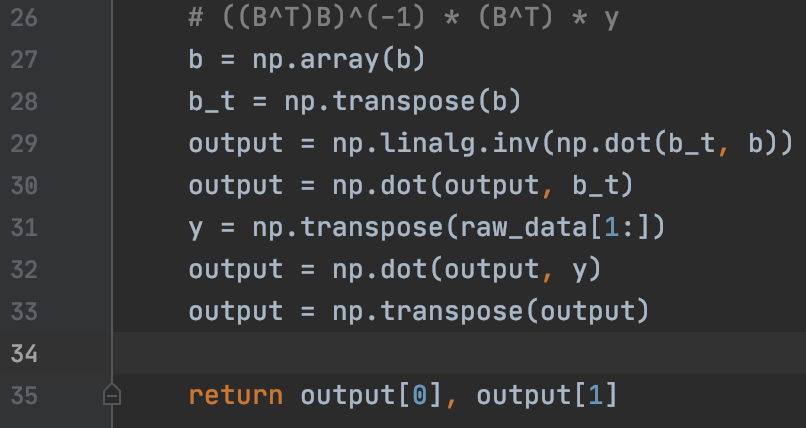 26 # ((B^T)B)^(-1) * (B^T) * y
27 b = np.array(b)
28 b_t = np.transpose(b)
29 output = np.linalg.inv(np.dot(b_t, b))
30 output = np.dot(output, b_t)
31 y = np.transpose(raw_data[1:])
32 output = np.dot(output, y)
33 output = np.transpose(output)
34
35 return output[0], output[1]